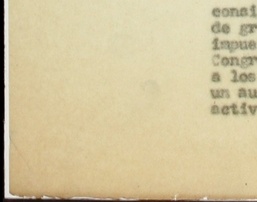 consi
de gr
impue
Congr
a los
un au
activ